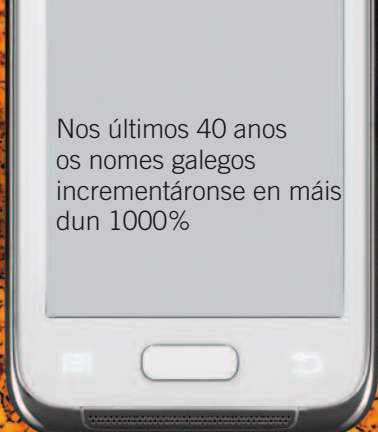 Nos últimos 40 anos
os nomes galegos
incrementáronse en máis
dun 1000%